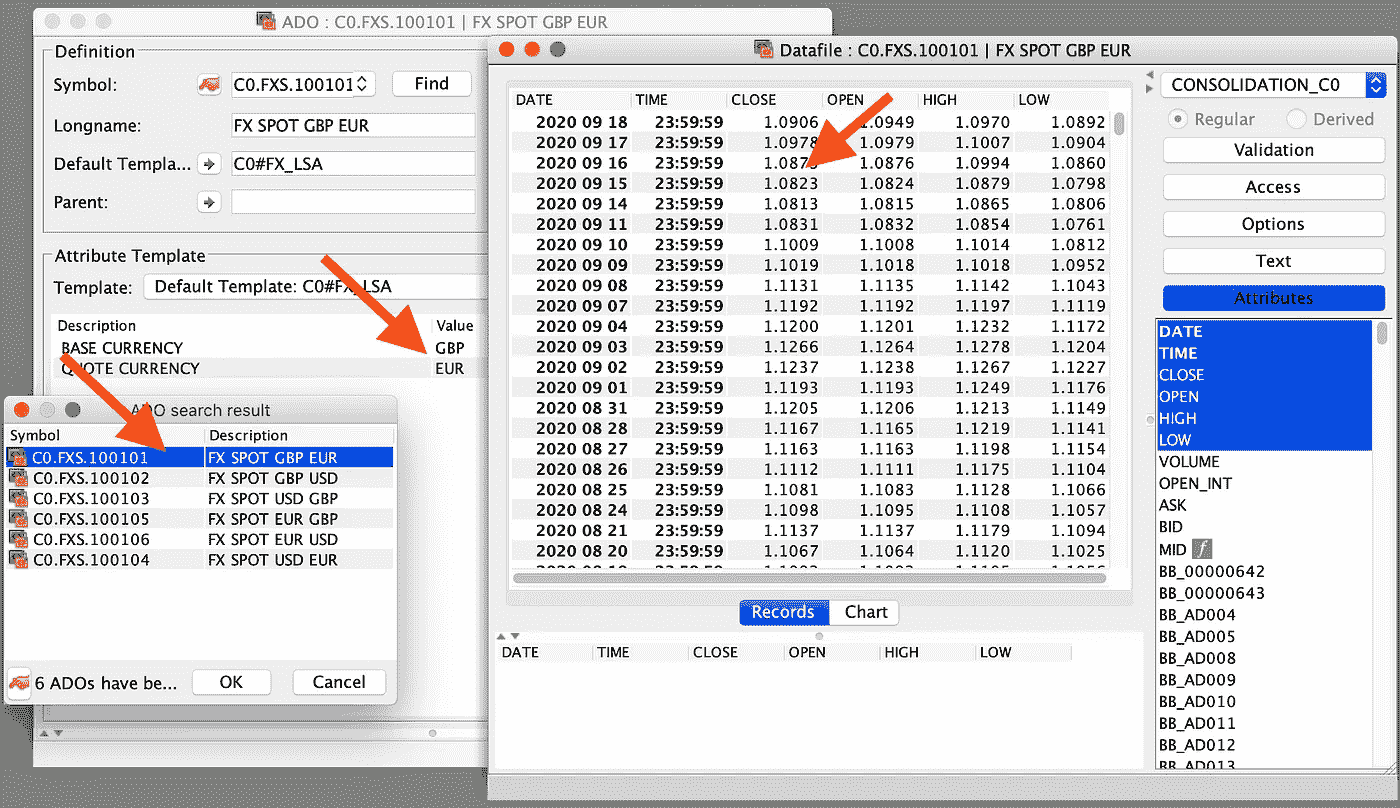 ADO : C0.FXS.100101 | FX SPOT GBP EUR
Definition
Symbol: C0.FXS.100101 Find
Longname: FX SPOT GBP EUR
Default Templa... C0#FX_LSA
Parent:
Attribute Template
Template: Default Template: C0#FX_LSA
Description Value
BASE CURRENCY GBP
QUOTE CURRENCY EUR
ADO search result
Symbol Description
C0.FXS.100101 FX SPOT GBP EUR
C0.FXS.100102 FX SPOT GBP USD
C0.FXS.100103 FX SPOT USD GBP
C0.FXS.100105 FX SPOT EUR GBP
C0.FXS.100106 FX SPOT EUR USD
C0.FXS.100104 FX SPOT USD EUR
6 ADOs have be... OK Cancel
Datafile : C0.FXS.100101 | FX SPOT GBP EUR
DATE TIME CLOSE OPEN HIGH LOW
2020 09 18 23:59:59 1.0906 1.0949 1.0970 1.0892
2020 09 17 23:59:59 1.0978 1.0979 1.1007 1.0904
2020 09 16 23:59:59 1.0876 1.0994 1.0860
2020 09 15 23:59:59 1.0823 1.0824 1.0879 1.0798
2020 09 14 23:59:59 1.0813 1.0815 1.0865 1.0806
2020 09 11 23:59:59 1.0831 1.0832 1.0854 1.0761
2020 09 10 23:59:59 1.1009 1.1008 1.1014 1.0812
2020 09 09 23:59:59 1.1019 1.1018 1.1018 1.0952
2020 09 08 23:59:59 1.1131 1.1135 1.1142 1.1043
2020 09 07 23:59:59 1.1192 1.1192 1.1197 1.1119
2020 09 04 23:59:59 1.1200 1.1201 1.1232 1.1172
2020 09 03 23:59:59 1.1266 1.1264 1.1278 1.1204
2020 09 02 23:59:59 1.1237 1.1238 1.1267 1.1227
2020 09 01 23:59:59 1.1193 1.1193 1.1249 1.1176
2020 08 31 23:59:59 1.1205 1.1206 1.1213 1.1149
2020 08 28 23:59:59 1.1167 1.1165 1.1219 1.1141
2020 08 27 23:59:59 1.1163 1.1163 1.1198 1.1154
2020 08 26 23:59:59 1.1112 1.1111 1.1175 1.1104
2020 08 25 23:59:59 1.1081 1.1083 1.1128 1.1066
2020 08 24 23:59:59 1.1098 1.1095 1.1108 1.1057
2020 08 21 23:59:59 1.1137 1.1137 1.1179 1.1094
2020 08 20 23:59:59 1.1067 1.1064 1.1120 1.1025
Records Chart
DATE TIME CLOSE OPEN HIGH LOW
CONSOLIDATION_C0
Regular Derived
Validation
Access
Options
Text
Attributes
DATE
TIME
CLOSE
OPEN
HIGH
LOW
VOLUME
OPEN_INT
ASK
BID
MID f
BB_00000642
BB_00000643
BB_AD004
BB_AD005
BB_AD008
BB_AD009
BB_AD010
BB_AD011
BB_AD012
BB_AD013